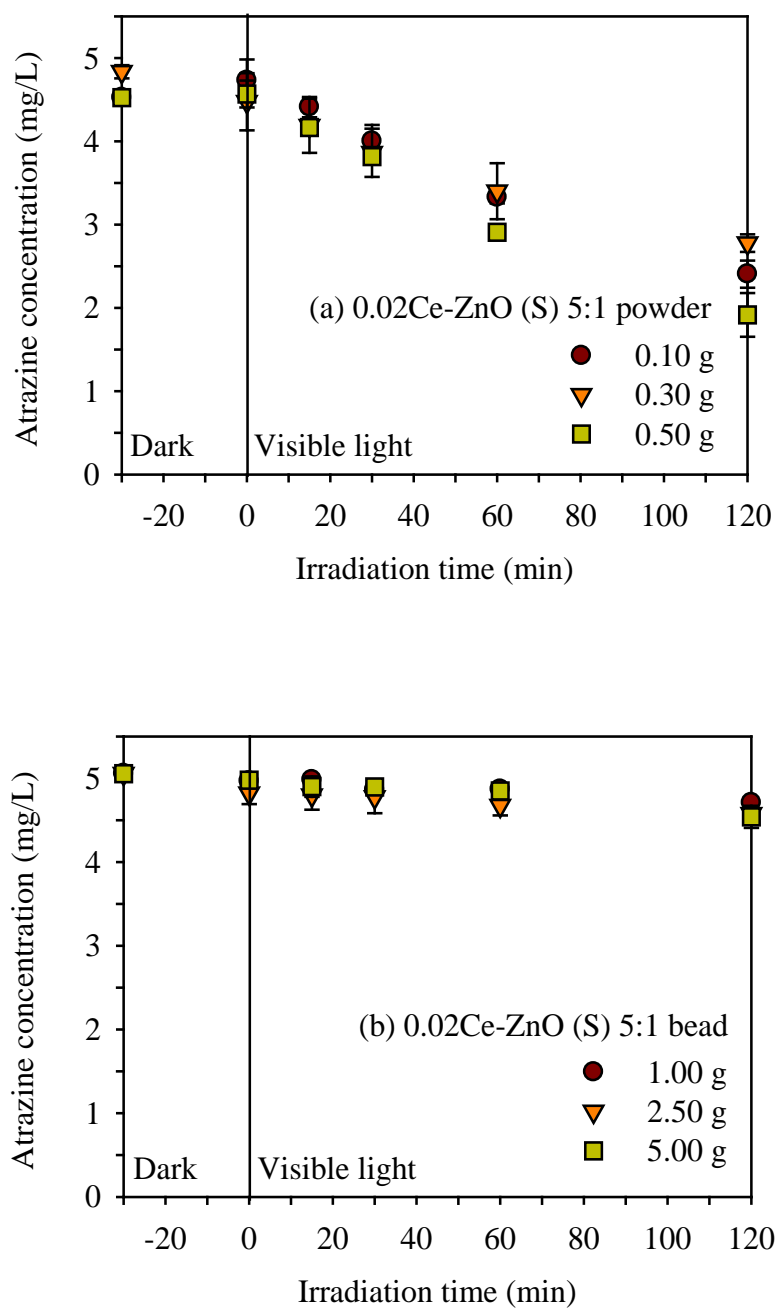 5
4
3
2
1
0
Atrazine concentration (mg/L)
(a) 0.02Ce-ZnO (S) 5:1 powder
0.10 g
0.30 g
0.50 g
Dark
Visible light
-20 0 20 40 60 80 100 120
Irradiation time (min)
5
4
3
2
1
0
Atrazine concentration (mg/L)
(b) 0.02Ce-ZnO (S) 5:1 bead
1.00 g
2.50 g
5.00 g
Dark
Visible light
-20 0 20 40 60 80 100 120
Irradiation time (min)